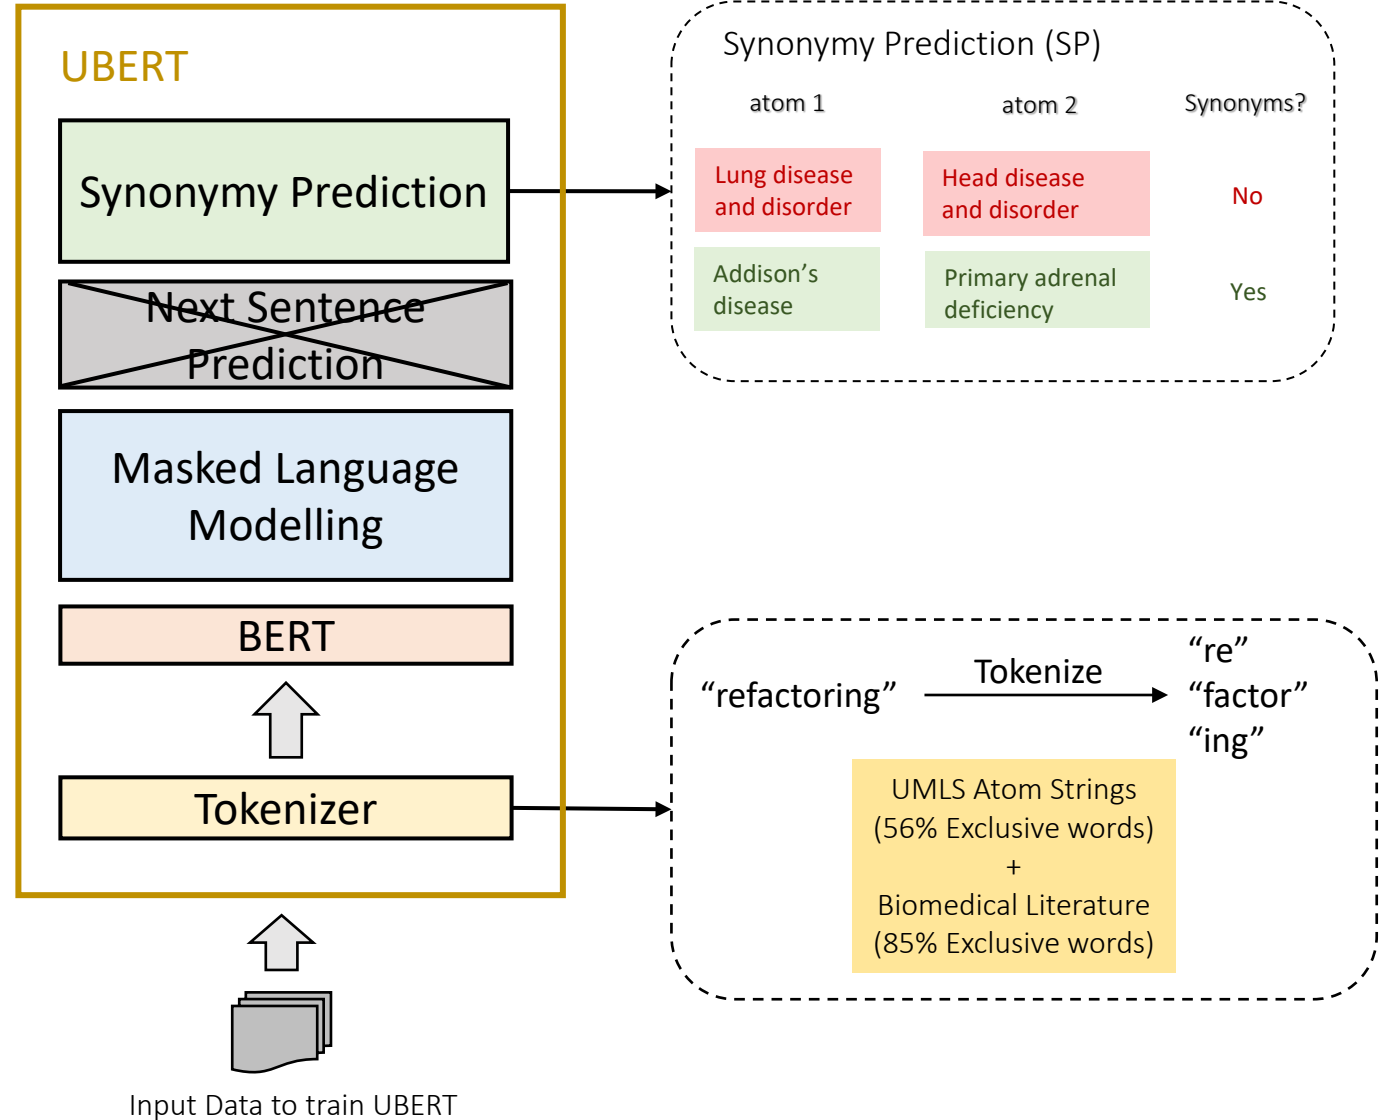 UBERT
Synonymy Prediction
Next Sentence
Prediction
Masked Language
Modelling
BERT
Tokenizer
Input Data to train UBERT
Synonymy Prediction (SP)
atom 1
atom 2
Synonyms?
Lung disease
and disorder
Head disease
and disorder
No
Addison’s
disease
Primary adrenal
deficiency
Yes
“refactoring”
Tokenize
“re”
“factor”
“ing”
UMLS Atom Strings
(56% Exclusive words)
+
Biomedical Literature
(85% Exclusive words)